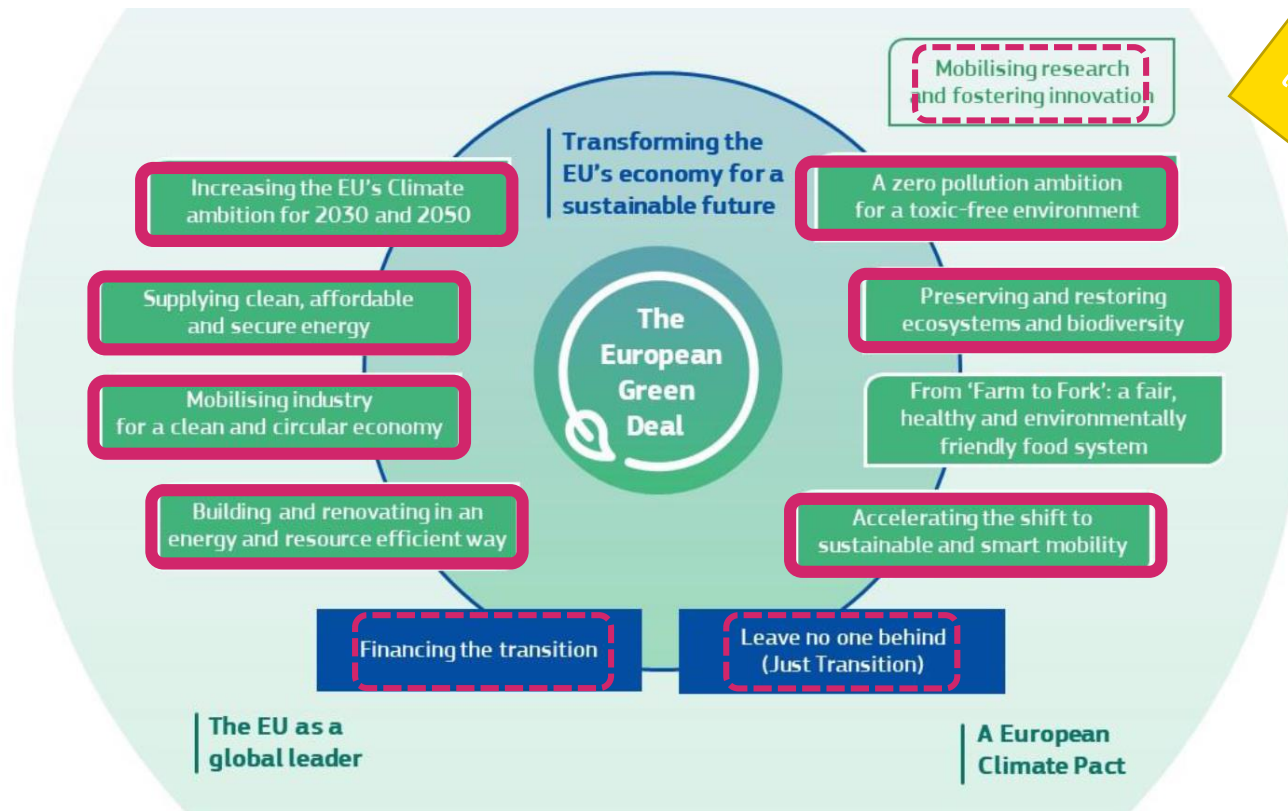 Mobilising research
and fostering innovation
Transforming the
EU's economy for a
sustainable future
Increasing the EU's Climate
ambition for 2030 and 2050
A zero pollution ambition
for a toxic-free environment
Supplying clean, affordable
and secure energy
Preserving and restoring
ecosystems and biodiversity
The
European
Green
Deal
Mobilising industry
for a clean and circular economy
From ‘Farm to Fork’: a fair,
healthy and environmentally
friendly food system
Building and renovating in an
energy and resource efficient way
Accelerating the shift to
sustainable and smart mobility
Financing the transition
Leave no one behind
(Just Transition)
The EU as a
global leader
A European
Climate Pact